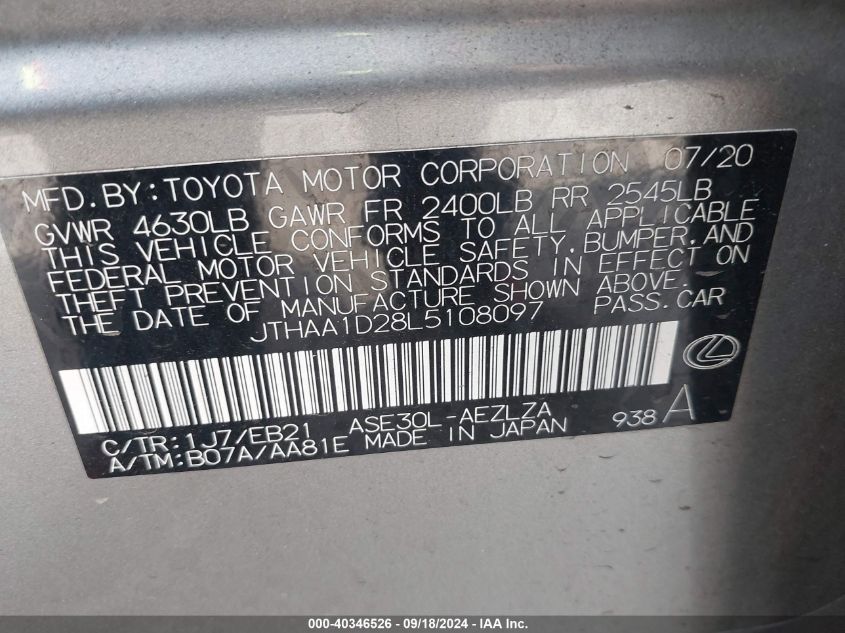 MFD.BY:TOYOTA MOTOR CORPORATION 07/20
GVWR 4630LB GAWR FR 2400LB RR 2545LB
THIS VEHICLE CONFORMS TO ALL APPLICABLE
FEDERAL MOTOR VEHICLE SAFETY,BUMPER,AND
THEFT PREVENTION STANDARDS IN EFFECT ON
THE DATE OF MANUFACTURE SHOWN ABOVE.
JTHAA1D28L5108097 PASS.CAR
C/TR:1J7/EB21 ASE30L-AEZLZA 938 A
A/TM:B07A/AA81E MADE IN JAPAN
000-40346526 - 09/18/2024 - IAA Inc.